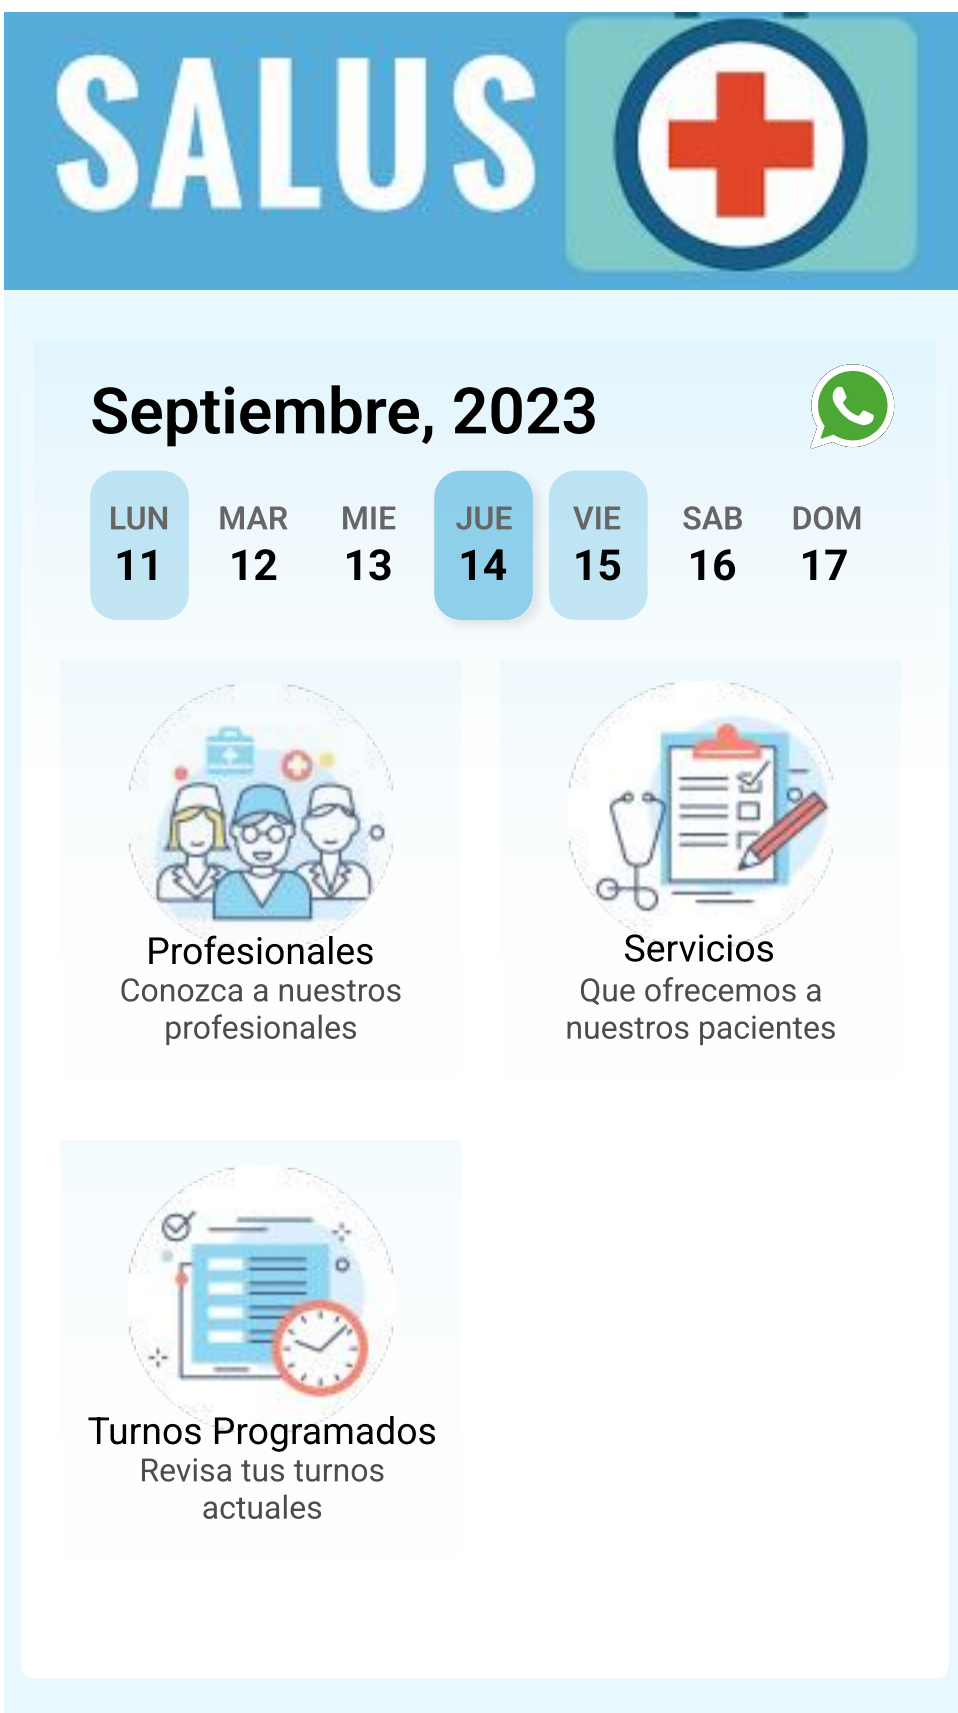 SALUS
Septiembre, 2023
LUN MAR MIE JUE VIE SAB DOM
11 12 13 14 15 16 17
Profesionales
Conozca a nuestros
profesionales
Servicios
Que ofrecemos a
nuestros pacientes
Turnos Programados
Revisa tus turnos
actuales